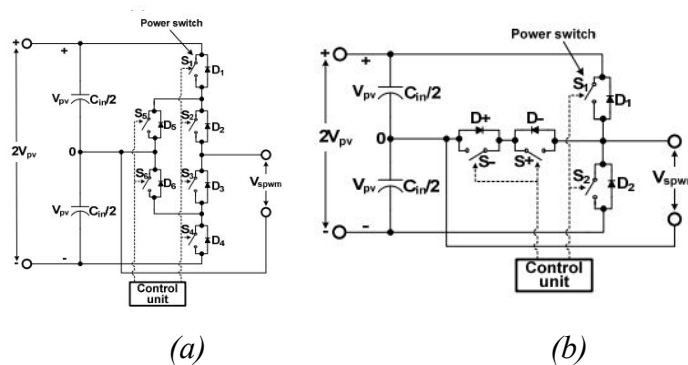 +
+
Power switch
S1
D1
Vpv
Cin/2
S5
D5
S2
D2
2Vpv
0
S6
D6
S3
D3
Vspwm
Vpv
Cin/2
S4
D4
-
-
Control
unit
(a)
+
+
Power switch
S1
D1
Vpv
Cin/2
D+
D-
2Vpv
0
S-
S+
S2
D2
Vspwm
Vpv
Cin/2
-
-
Control
unit
(b)